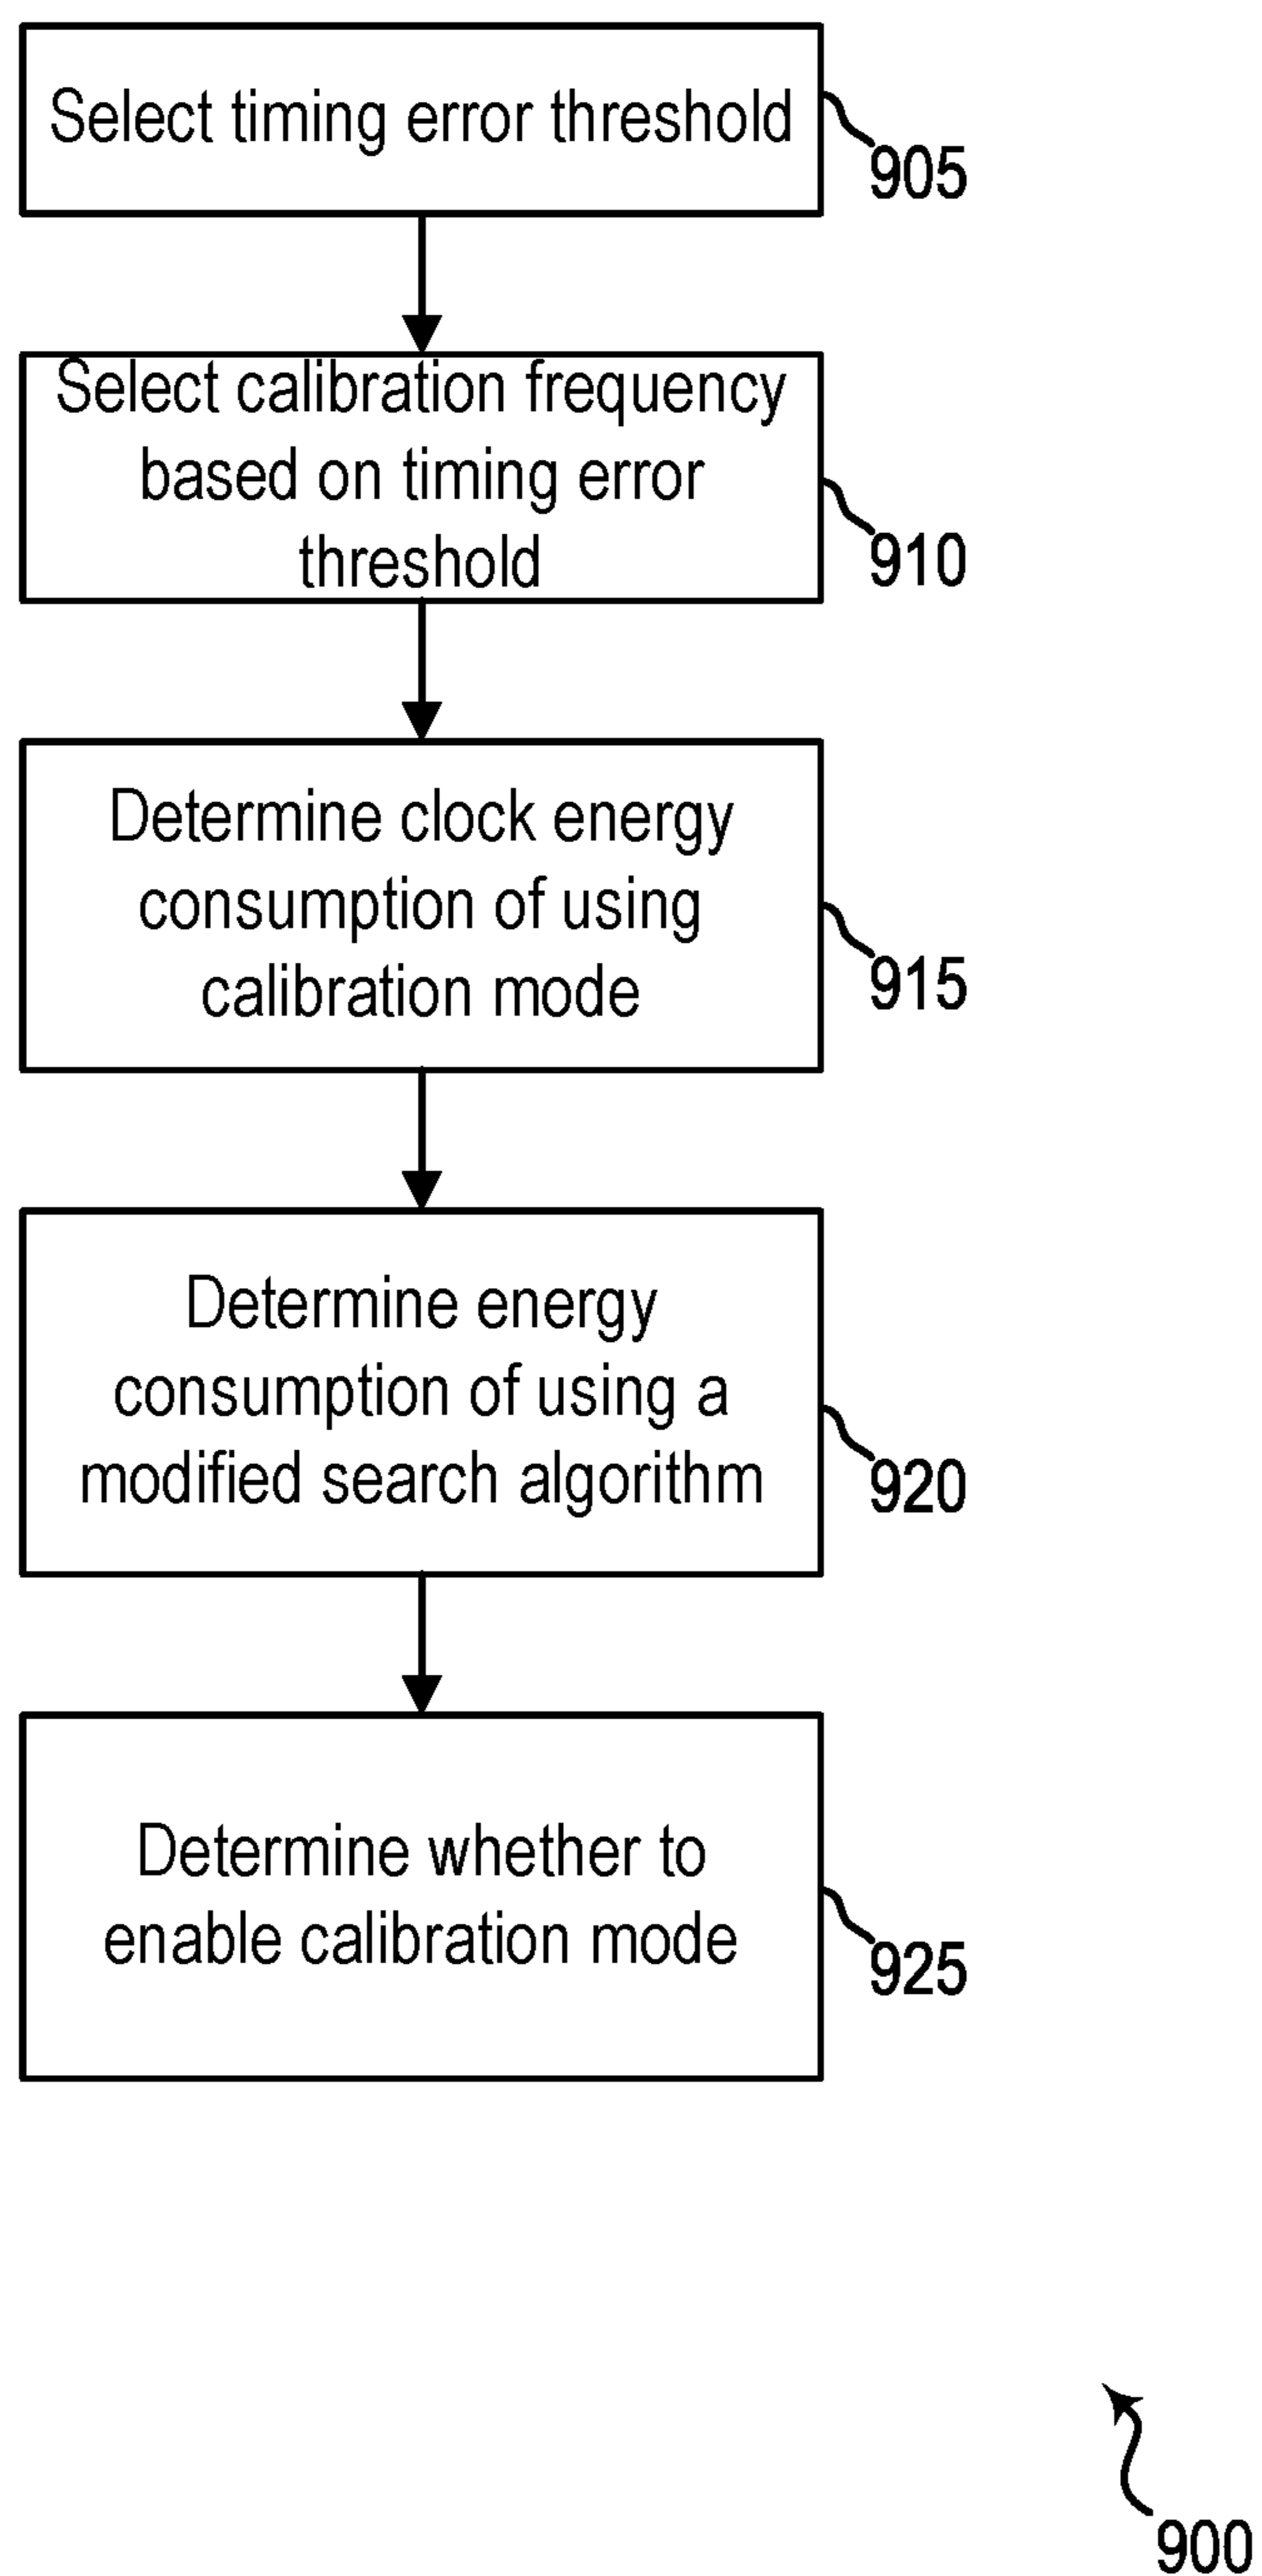 Select timing error threshold
905
Select calibration frequency
based on timing error
threshold
910
Determine clock energy
consumption of using
calibration mode
915
Determine energy
consumption of using a
modified search algorithm
920
Determine whether to
enable calibration mode
925
900